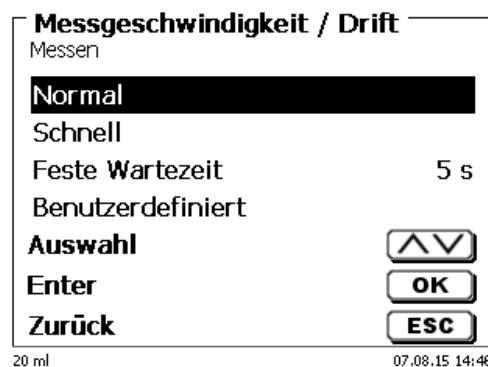 Messgeschwindigkeit / Drift
Messen
Normal
Schnell
Feste Wartezeit 5 s
Benutzerdefiniert
Auswahl
Enter OK
Zurück ESC
20 ml 07.08.15 14:46